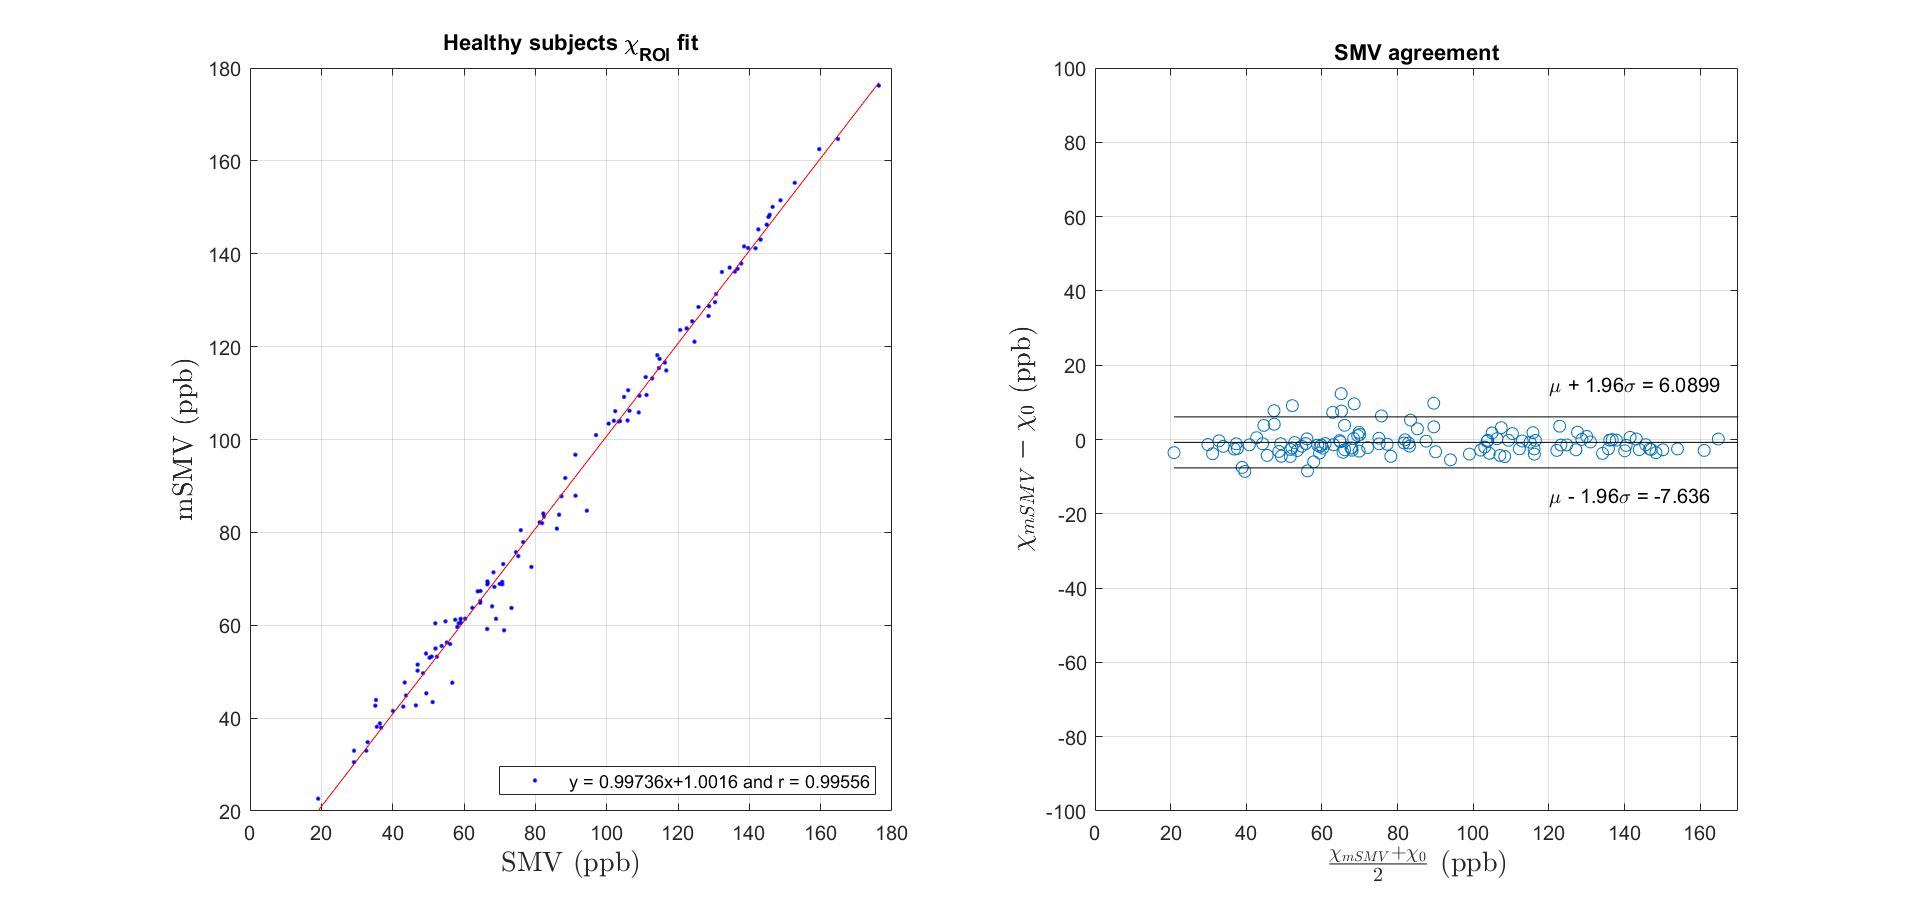 Healthy subjects χROI fit
180
160
140
120
100
80
60
40
20
mSMV (ppb)
y = 0.99736x+1.0016 and r = 0.99556
0 20 40 60 80 100 120 140 160 180
SMV (ppb)
SMV agreement
100
80
60
40
20
0
-20
-40
-60
-80
-100
χmSMV − χ0 (ppb)
μ + 1.96σ = 6.0899
μ - 1.96σ = -7.636
0 20 40 60 80 100 120 140 160
χmSMV+χ0
2
(ppb)